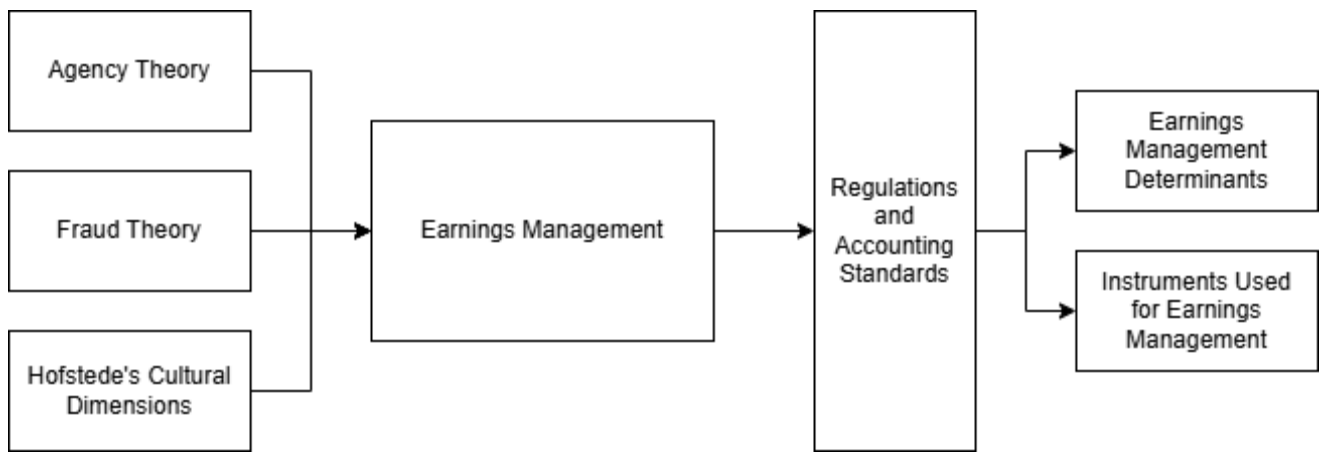 Agency Theory
Fraud Theory
Hofstede's Cultural
Dimensions
Earnings Management
Regulations
and
Accounting
Standards
Earnings
Management
Determinants
Instruments Used
for Earnings
Management